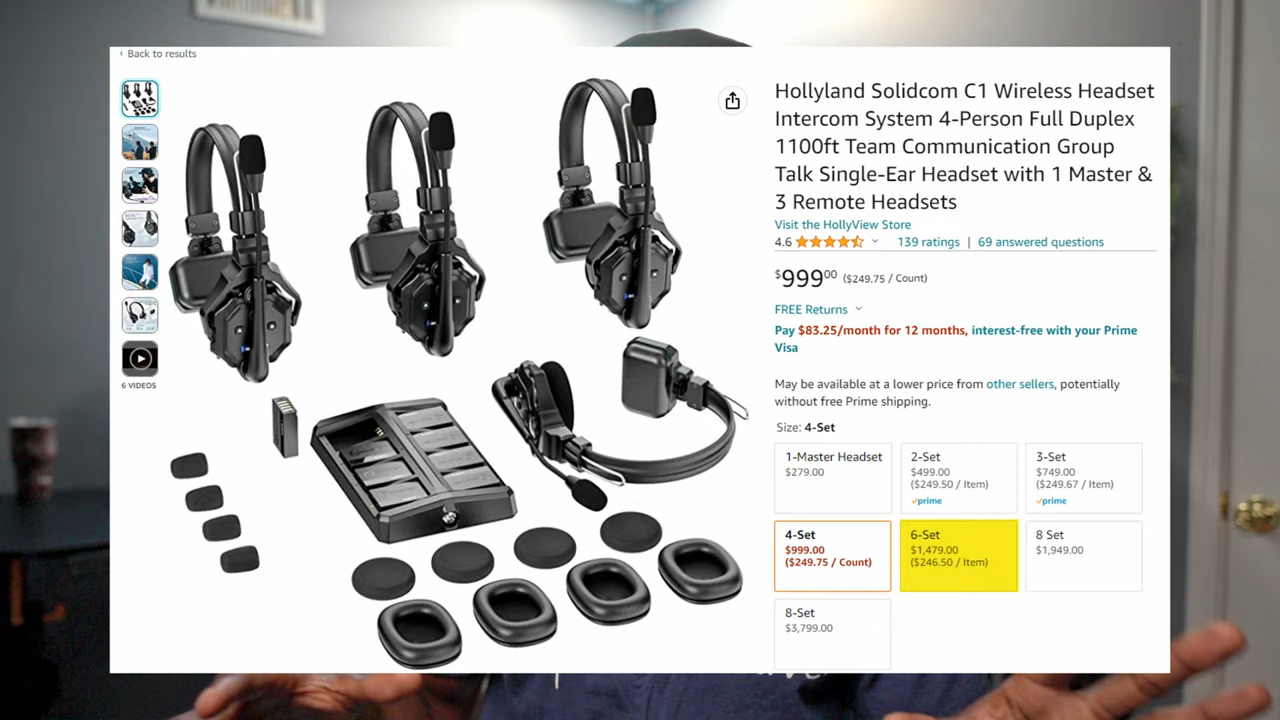 ‹ Back to results
Hollyland Solidcom C1 Wireless Headset
Intercom System 4-Person Full Duplex
1100ft Team Communication Group
Talk Single-Ear Headset with 1 Master &
3 Remote Headsets
Visit the HollyView Store
4.6 139 ratings | 69 answered questions
$999.00 ($249.75 / Count)
FREE Returns
Pay $83.25/month for 12 months, interest-free with your Prime
Visa
May be available at a lower price from other sellers, potentially
without free Prime shipping.
Size: 4-Set
1-Master Headset
$279.00
2-Set
$499.00
($249.50 / Item)
prime
3-Set
$749.00
($249.67 / Item)
prime
4-Set
$999.00
($249.75 / Count)
6-Set
$1,479.00
($246.50 / Item)
8 Set
$1,949.00
8-Set
$3,799.00
6 VIDEOS